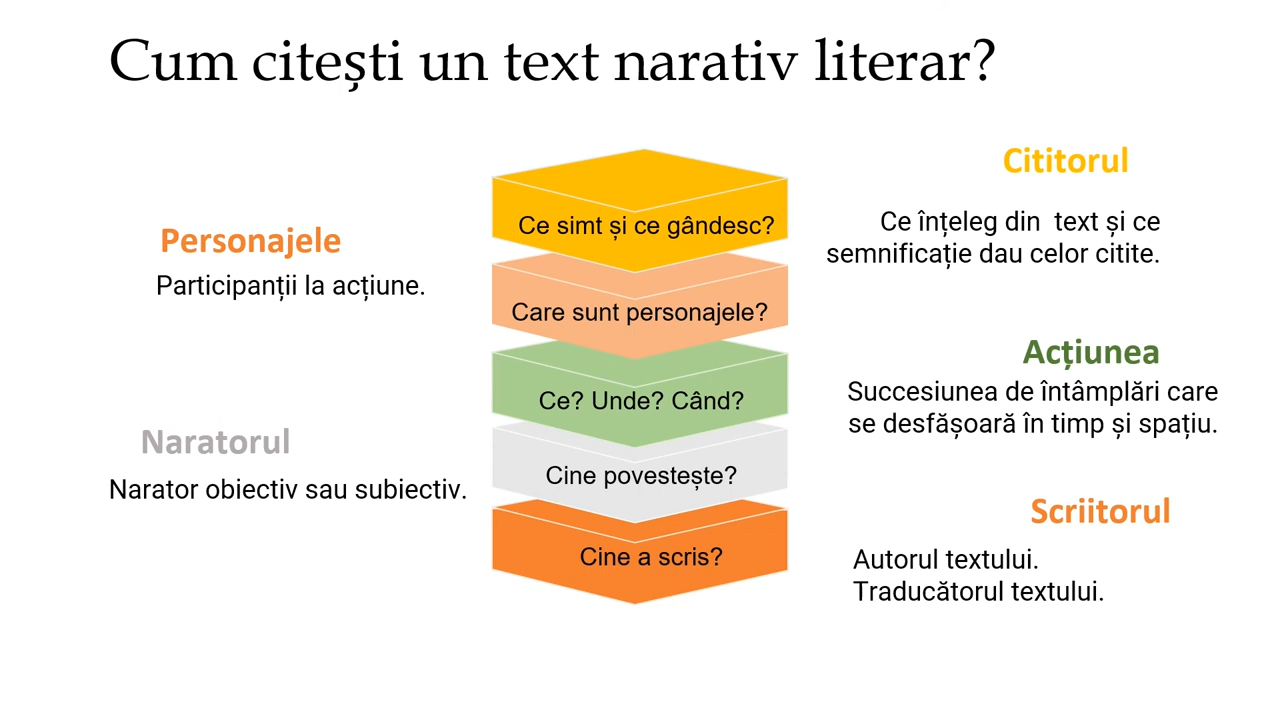 Cum citești un text narativ literar?
Cititorul
Ce simt și ce gândesc?
Ce înțeleg din  text și ce
semnificație dau celor citite.
Personajele
Participanții la acțiune.
Care sunt personajele?
Acțiunea
Ce? Unde? Când?
Succesiunea de întâmplări care
se desfășoară în timp și spațiu.
Naratorul
Narator obiectiv sau subiectiv.
Cine povestește?
Scriitorul
Cine a scris?
Autorul textului.
Traducătorul textului.